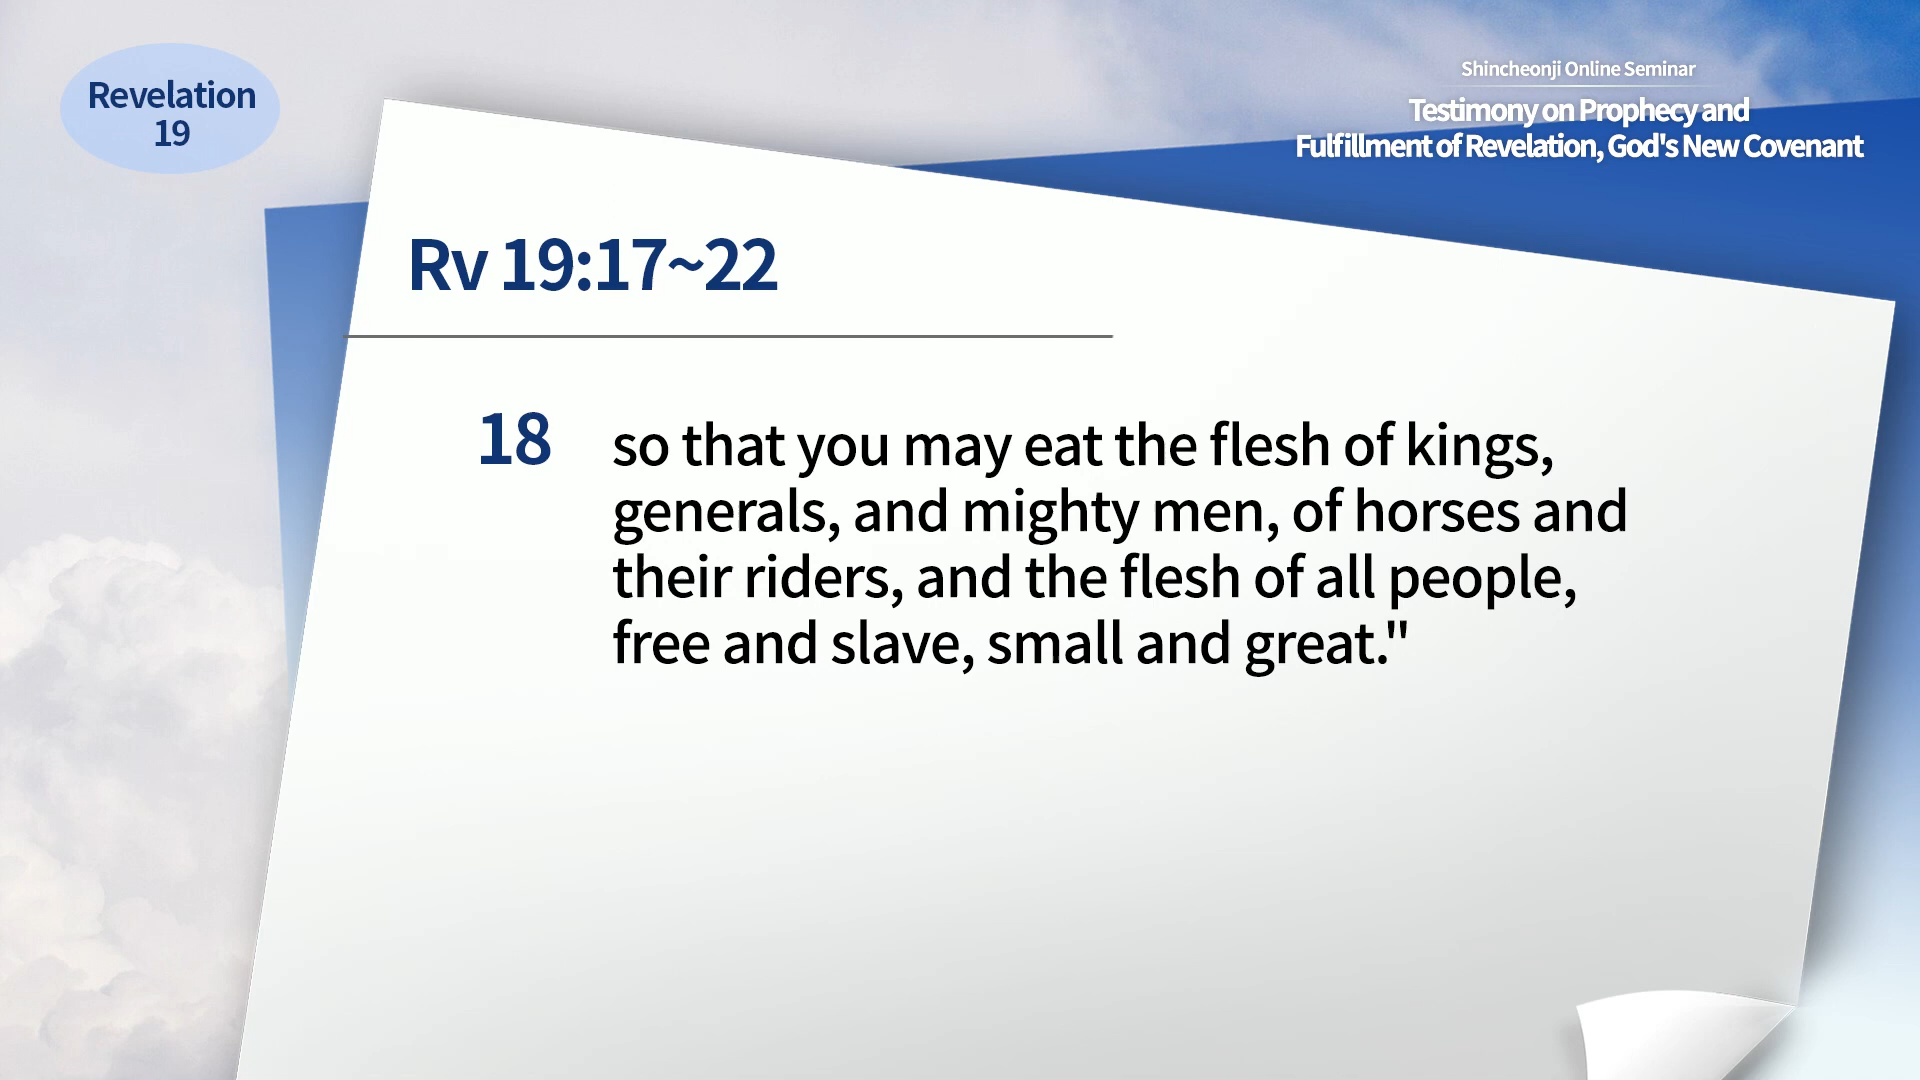 Revelation
19
Shincheonji Online Seminar
Testimony on Prophecy and
Fulfillment of Revelation, God's New Covenant
Rv 19:17~22
18 so that you may eat the flesh of kings,
generals, and mighty men, of horses and
their riders, and the flesh of all people,
free and slave, small and great."